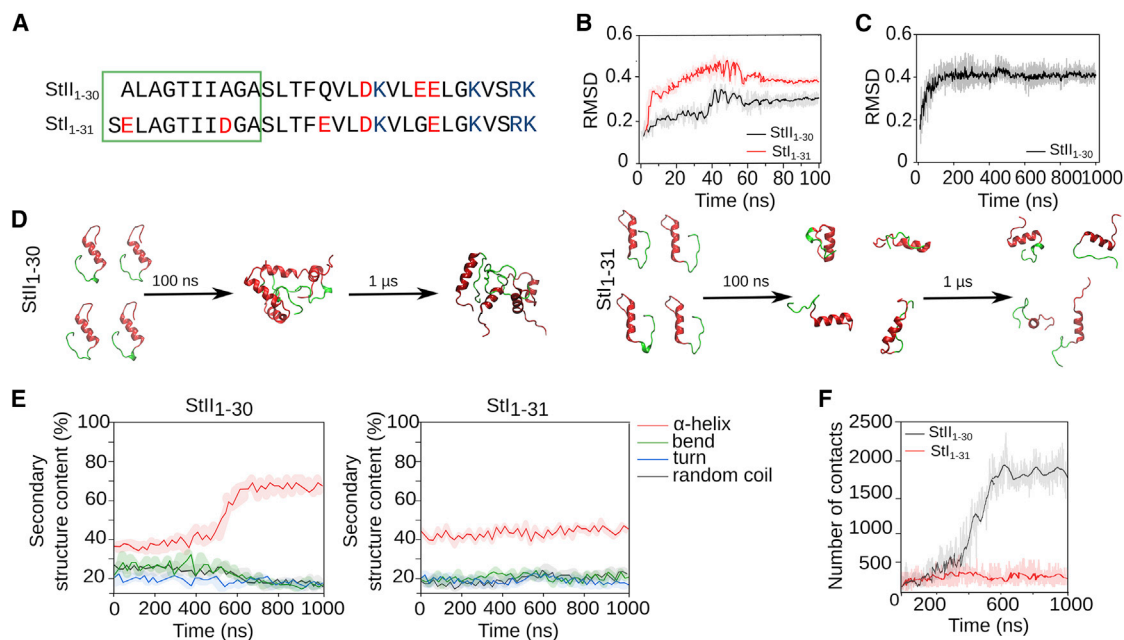 A
StII1-30 ALAGTIIAGASLTFQVLDKVLEELGKVSRK
StI1-31 SELAGTIIDGASLTFEVLDKVLGELGKVSRK
B
0.6
0.4
0.2
0
RMSD
StII1-30
StI1-31
0 20 40 60 80 100
Time (ns)
C
0.6
0.4
0.2
0
RMSD
StII1-30
0 200 400 600 800 1000
Time (ns)
D
StII1-30
100 ns
1 µs
StI1-31
100 ns
1 µs
E
StII1-30
Secondary
structure content (%)
100
80
60
40
20
0 200 400 600 800 1000
Time (ns)
StI1-31
Secondary
structure content (%)
100
80
60
40
20
0 200 400 600 800 1000
Time (ns)
α-helix
bend
turn
random coil
F
Number of contacts
2500
2000
1500
1000
500
0
StII1-30
StI1-31
0 200 600 1000
Time (ns)